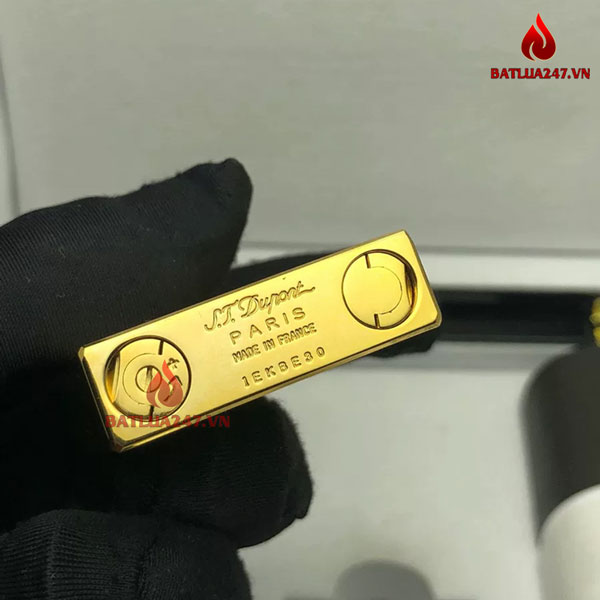 BATLUA247.VN
S.T. Dupont
PARIS
MADE IN FRANCE
1EKBE30
BATLUA247.VN